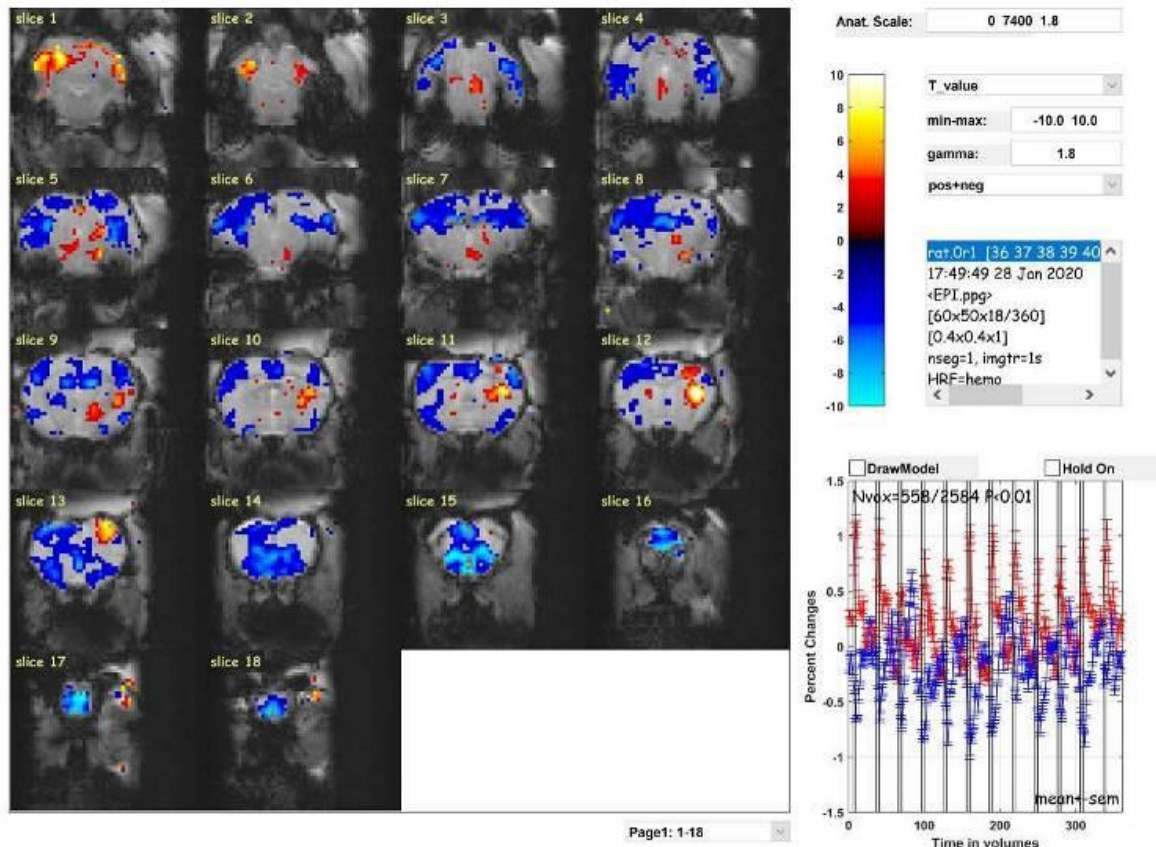 slice 1
slice 2
slice 3
slice 4
slice 5
slice 6
slice 7
slice 8
slice 9
slice 10
slice 11
slice 12
slice 13
slice 14
slice 15
slice 16
slice 17
slice 18
Page1: 1-18
Anat. Scale: 0 7400 1.8
10
8
6
4
2
0
-2
-4
-6
-8
-10
T_value
min-max: -10.0 10.0
gamma: 1.8
pos+neg
rat.0r1 [36 37 38 39 40
17:49:49 28 Jan 2020
<EPI.ppg>
[60x50x18/360]
[0.4x0.4x1]
nseg=1, imgtr=1s
HRF=hemo
DrawModel Hold On
Nvox=558/2584 P<0.01
1.5
1
0.5
0
-0.5
-1
-1.5
Percent Changes
mean+-sem
0 100 200 300
Time in volumes